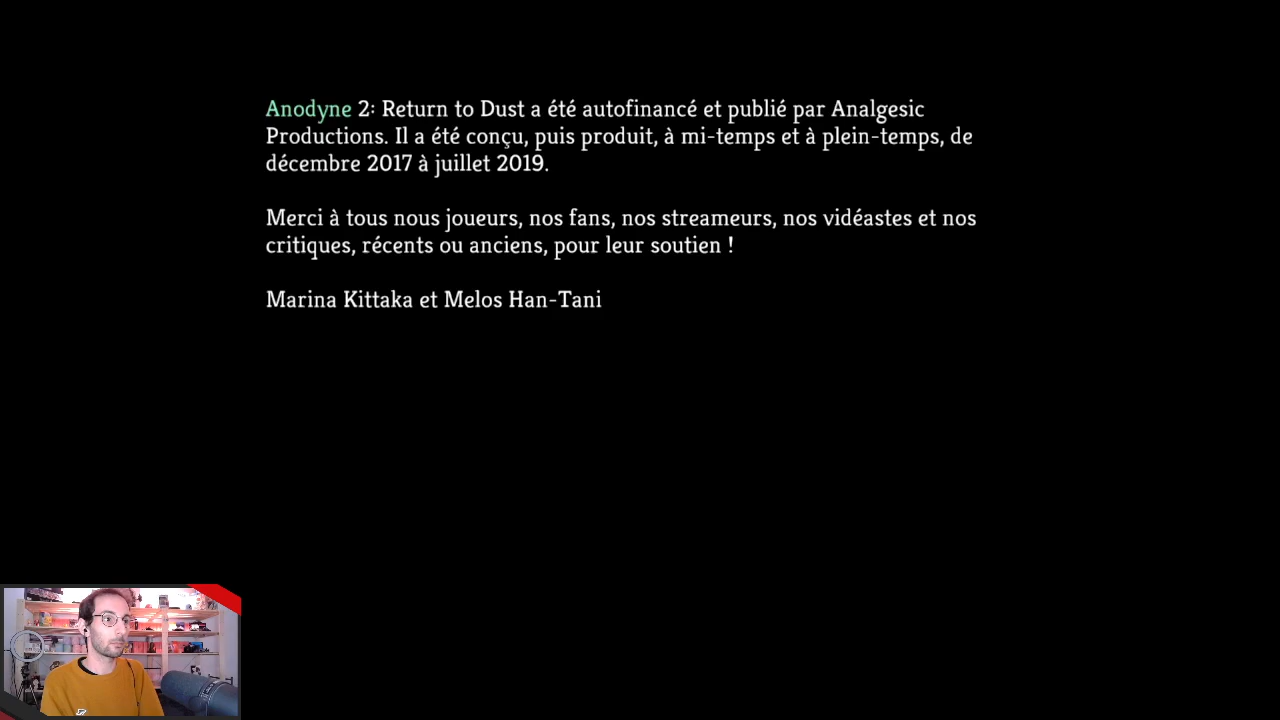 Anodyne 2: Return to Dust a été autofinancé et publié par Analgesic
Productions. Il a été conçu, puis produit, à mi-temps et à plein-temps, de
décembre 2017 à juillet 2019.
Merci à tous nous joueurs, nos fans, nos streameurs, nos vidéastes et nos
critiques, récents ou anciens, pour leur soutien !
Marina Kittaka et Melos Han-Tani